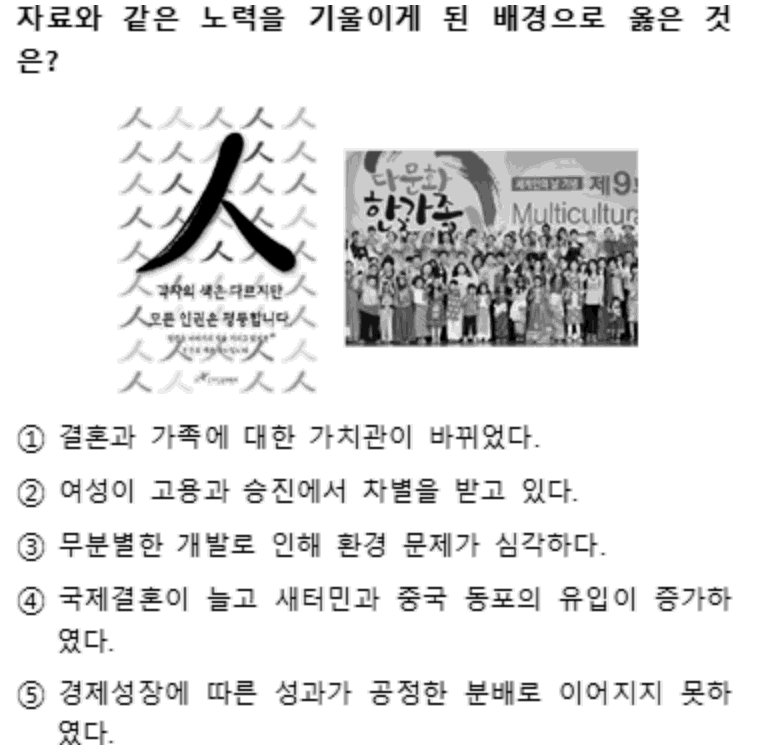 자료와 같은 노력을 기울이게 된 배경으로 옳은 것
은?
人
각자의 색은 다르지만
모든 인권은 평등합니다
다문화
한가족
제9
Multicultura
① 결혼과 가족에 대한 가치관이 바뀌었다.
② 여성이 고용과 승진에서 차별을 받고 있다.
③ 무분별한 개발로 인해 환경 문제가 심각하다.
④ 국제결혼이 늘고 새터민과 중국 동포의 유입이 증가하
였다.
⑤ 경제성장에 따른 성과가 공정한 분배로 이어지지 못하
였다.